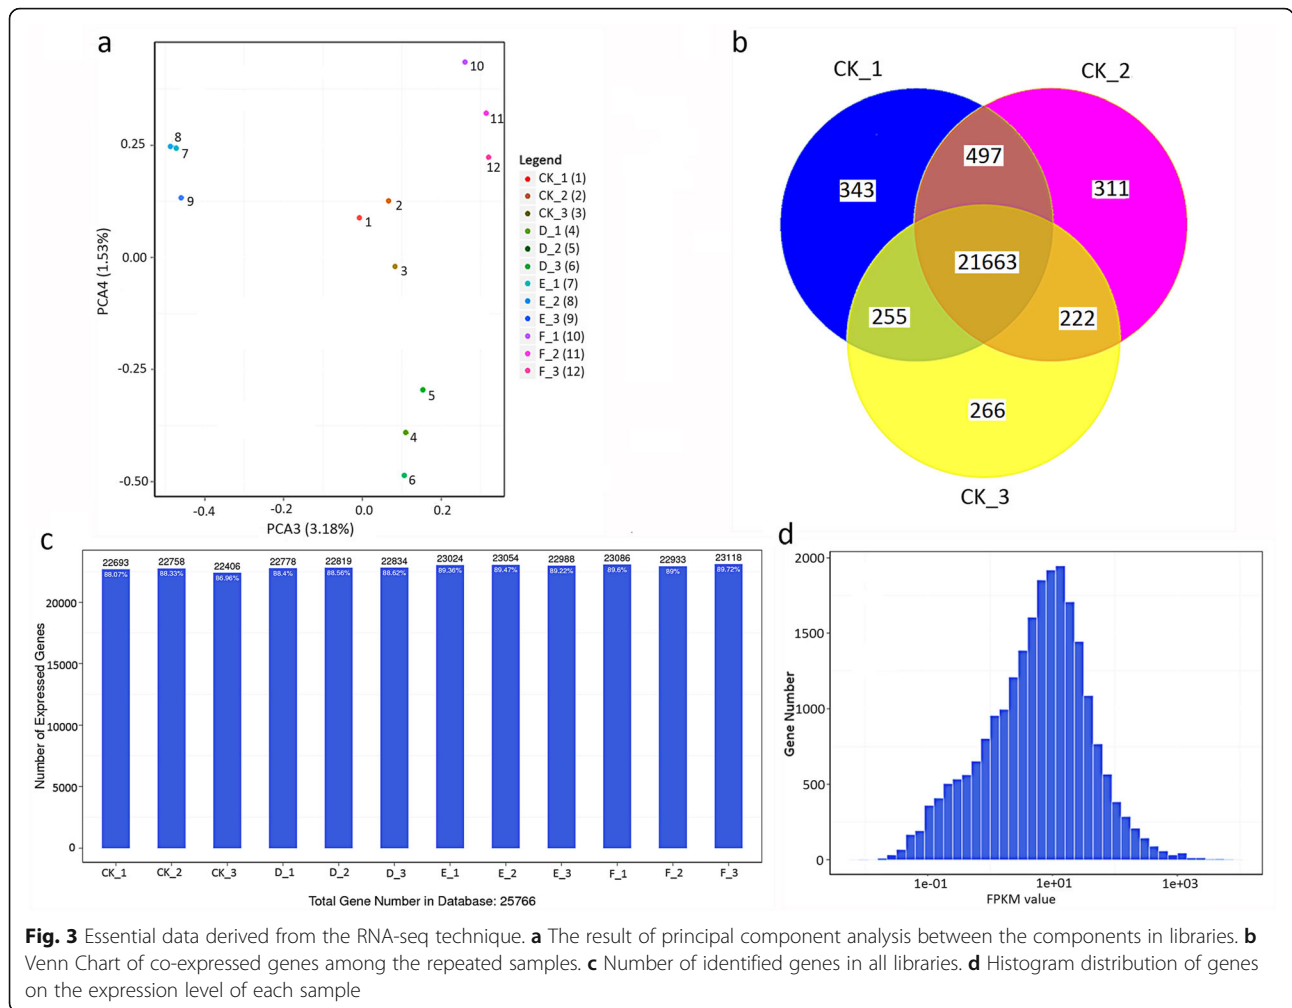 a
10
11
12
8
7
9
2
1
3
5
4
6
0.25
0.00
-0.25
-0.50
PCA4 (1.53%)
-0.4
-0.2
0.0
0.2
PCA3 (3.18%)
Legend
CK_1 (1)
CK_2 (2)
CK_3 (3)
D_1 (4)
D_2 (5)
D_3 (6)
E_1 (7)
E_2 (8)
E_3 (9)
F_1 (10)
F_2 (11)
F_3 (12)
b
CK_1
CK_2
497
343
311
21663
255
222
266
CK_3
c
22693 22758 22406 22778 22819 22834 23024 23054 22988 23086 22933 23118
88.07% 88.33% 86.96% 88.4% 88.56% 88.62% 89.36% 89.47% 89.22% 89.6% 89% 89.72%
20000
15000
10000
5000
0
Number of Expressed Genes
CK_1 CK_2 CK_3 D_1 D_2 D_3 E_1 E_2 E_3 F_1 F_2 F_3
Total Gene Number in Database: 25766
d
2000
1500
1000
500
0
Gene Number
1e-01 1e+01 1e+03
FPKM value
Fig. 3 Essential data derived from the RNA-seq technique. a The result of principal component analysis between the components in libraries. b
Venn Chart of co-expressed genes among the repeated samples. c Number of identified genes in all libraries. d Histogram distribution of genes
on the expression level of each sample